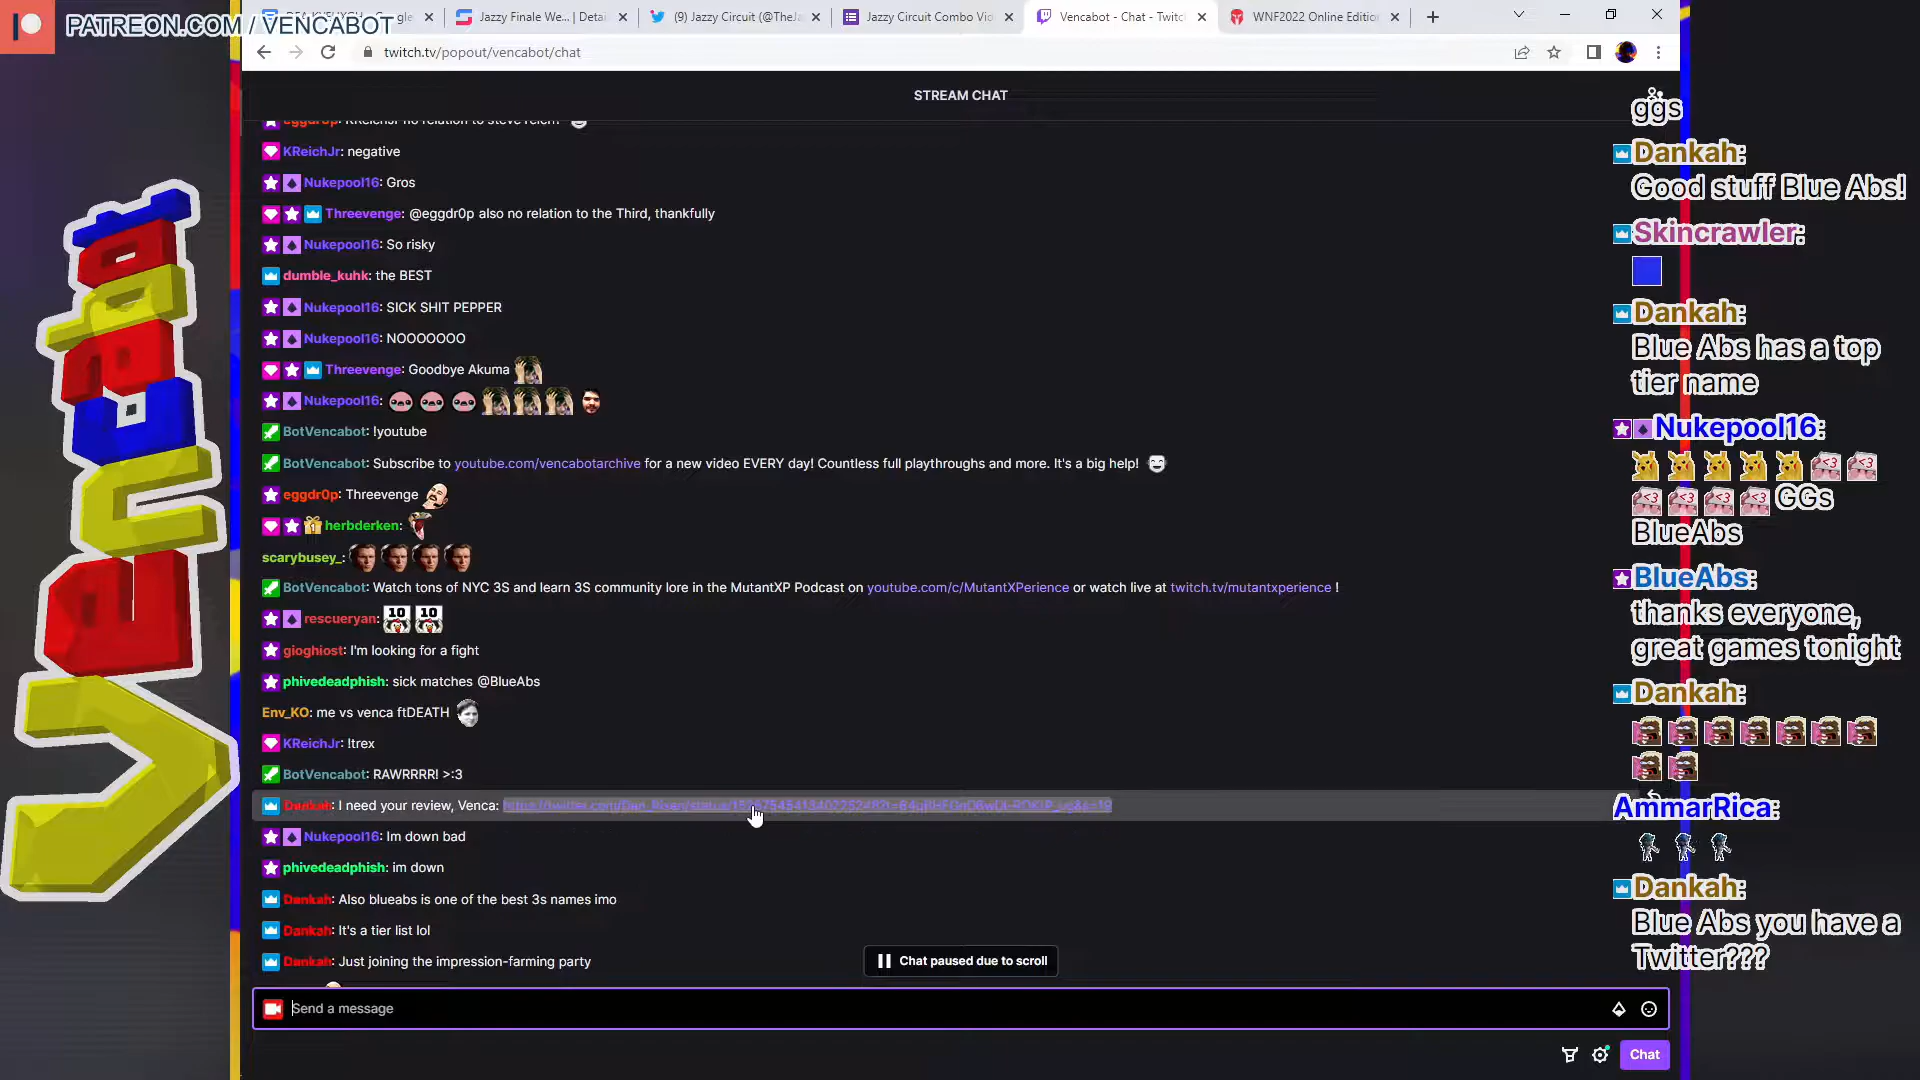 PATREON.COM / VENCABOT
Jazzy Finale We... | Detai
(9) Jazzy Circuit (@TheJa
Jazzy Circuit Combo Vid
Vencabot - Chat - Twitc
WNF2022 Online Edition
twitch.tv/popout/vencabot/chat
STREAM CHAT
KReichJr: negative
Nukepool16: Gros
Threevenge: @eggdr0p also no relation to the Third, thankfully
Nukepool16: So risky
dumble_kuhk: the BEST
Nukepool16: SICK SHIT PEPPER
Nukepool16: NOOOOOOO
Threevenge: Goodbye Akuma
Nukepool16:
BotVencabot: !youtube
BotVencabot: Subscribe to youtube.com/vencabotarchive for a new video EVERY day! Countless full playthroughs and more. It's a big help!
eggdr0p: Threevenge
herbderken:
scarybusey_:
BotVencabot: Watch tons of NYC 3S and learn 3S community lore in the MutantXP Podcast on youtube.com/c/MutantXPerience or watch live at twitch.tv/mutantxperience !
rescueryan: 10 10
gioghiost: I'm looking for a fight
phivedeadphish: sick matches @BlueAbs
Env_KO: me vs venca ftDEATH
KReichJr: !trex
BotVencabot: RAWRRRR! >:3
Dankah: I need your review, Venca:
Nukepool16: Im down bad
phivedeadphish: im down
Dankah: Also blueabs is one of the best 3s names imo
Dankah: It's a tier list lol
Dankah: Just joining the impression-farming party
Chat paused due to scroll
Send a message
Chat
ggs
Dankah:
Good stuff Blue Abs!
Skincrawler:
Dankah:
Blue Abs has a top
tier name
Nukepool16:
<3 <3
<3 <3 <3 <3 GGs
BlueAbs
BlueAbs:
thanks everyone,
great games tonight
Dankah:
AmmarRica:
Dankah:
Blue Abs you have a
Twitter???
Vencabot